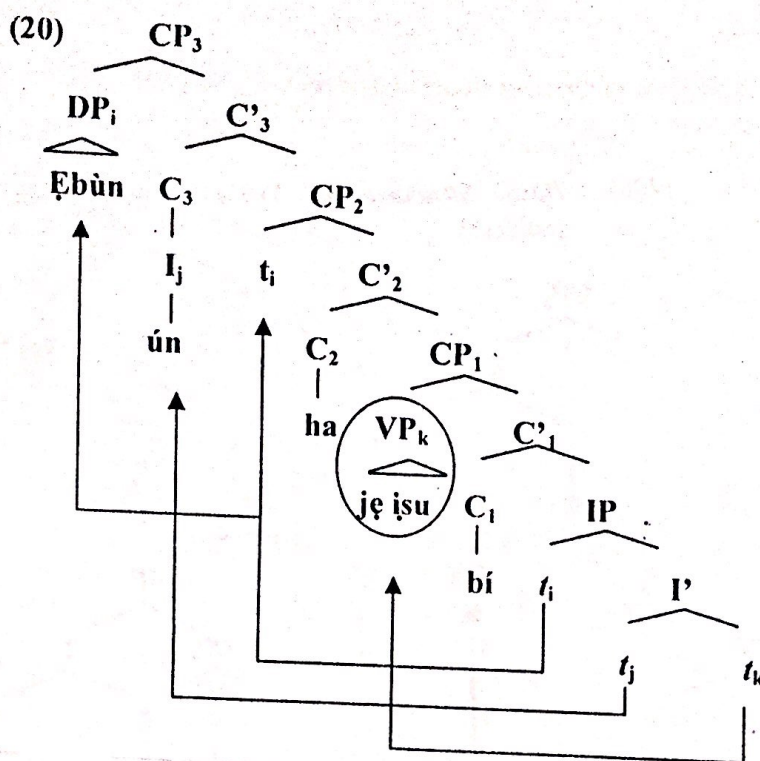 (20) CP₃
DPᵢ C'₃
Ẹbùn C₃ CP₂
Iⱼ tᵢ C'₂
ún C₂ CP₁
ha VPₖ C'₁
jẹ ịsu C₁ IP
bí tᵢ I'
tⱼ tₖ